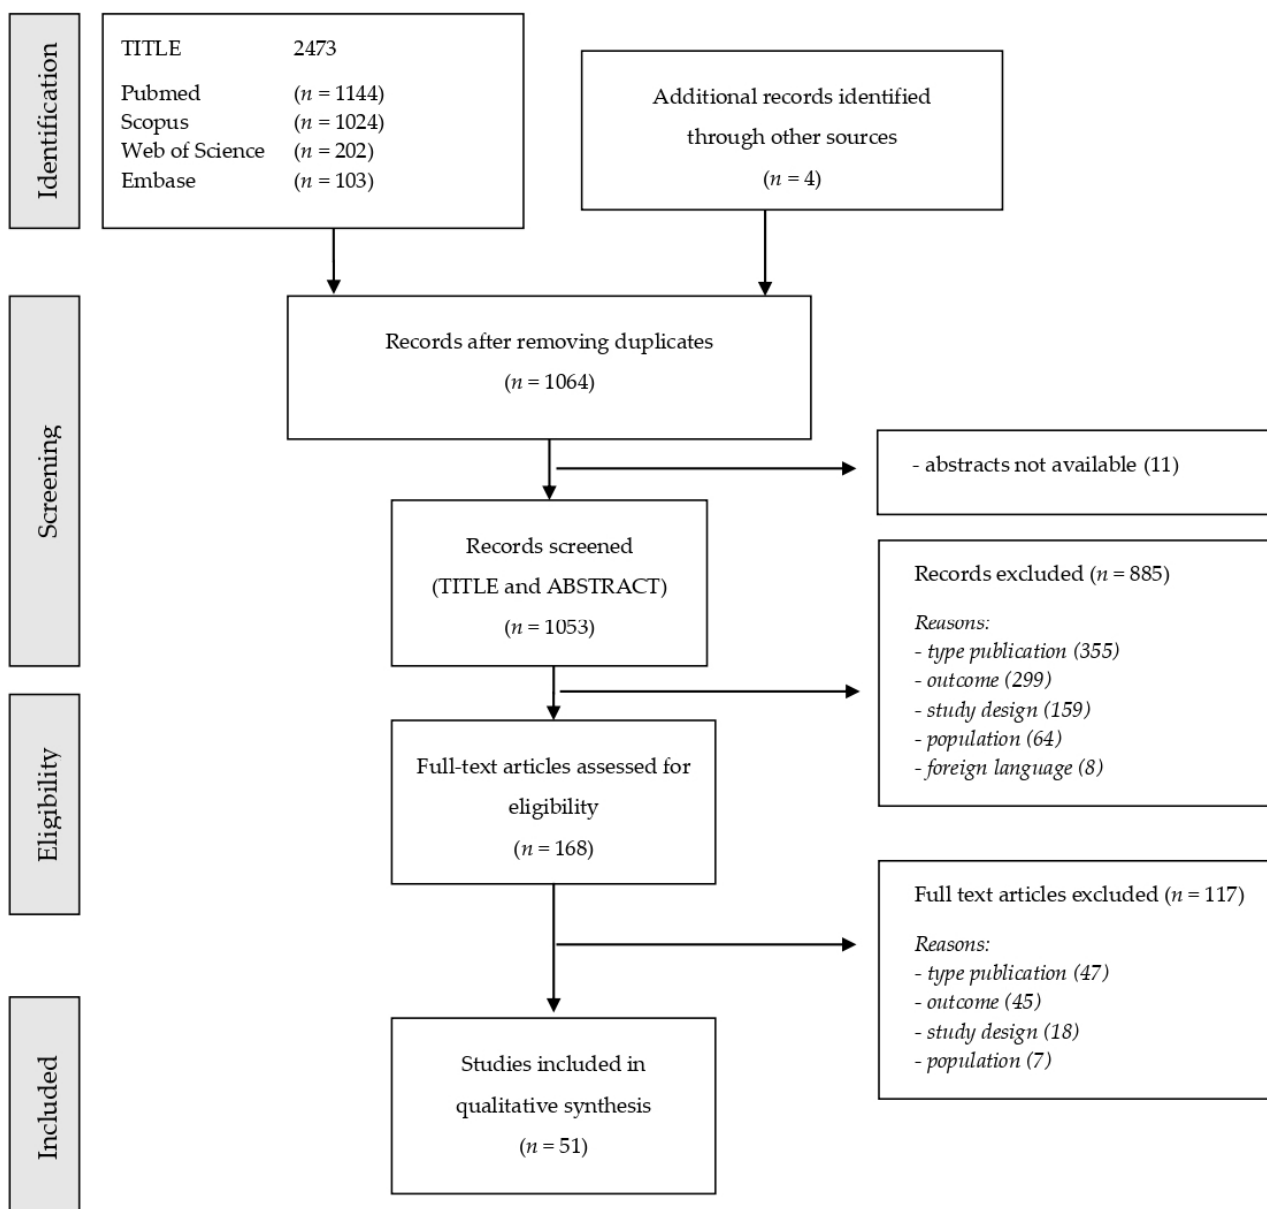 Identification
TITLE 2473
Pubmed (n = 1144)
Scopus (n = 1024)
Web of Science (n = 202)
Embase (n = 103)
Additional records identified
through other sources
(n = 4)
Screening
Records after removing duplicates
(n = 1064)
- abstracts not available (11)
Records screened
(TITLE and ABSTRACT)
(n = 1053)
Records excluded (n = 885)
Reasons:
- type publication (355)
- outcome (299)
- study design (159)
- population (64)
- foreign language (8)
Eligibility
Full-text articles assessed for
eligibility
(n = 168)
Full text articles excluded (n = 117)
Reasons:
- type publication (47)
- outcome (45)
- study design (18)
- population (7)
Included
Studies included in
qualitative synthesis
(n = 51)